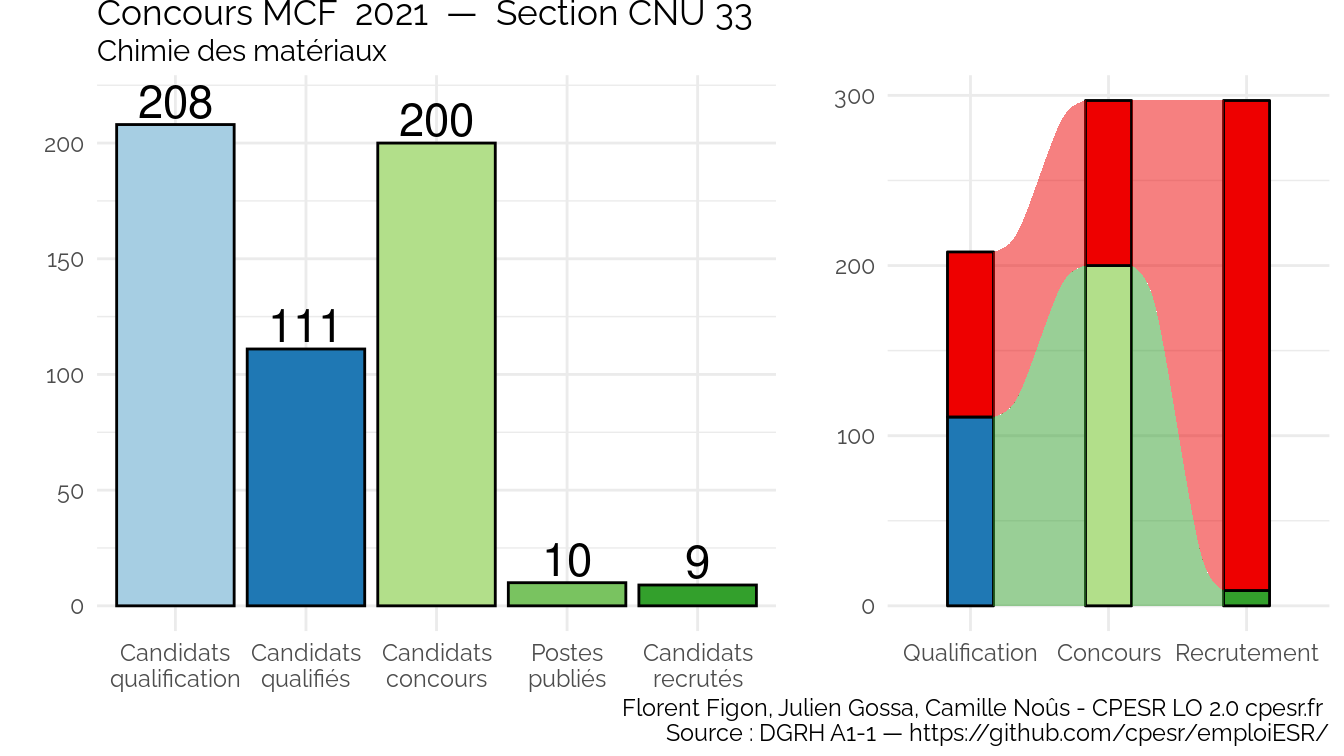 Concours MCF 2021 — Section CNU 33
Chimie des matériaux
208
111
200
10
9
200
150
100
50
0
Candidats qualification
Candidats qualifiés
Candidats concours
Postes publiés
Candidats recrutés
300
200
100
0
Qualification
Concours
Recrutement
Florent Figon, Julien Gossa, Camille Noûs - CPESR LO 2.0 cpesr.fr
Source : DGRH A1-1 — https://github.com/cpesr/emploiESR/